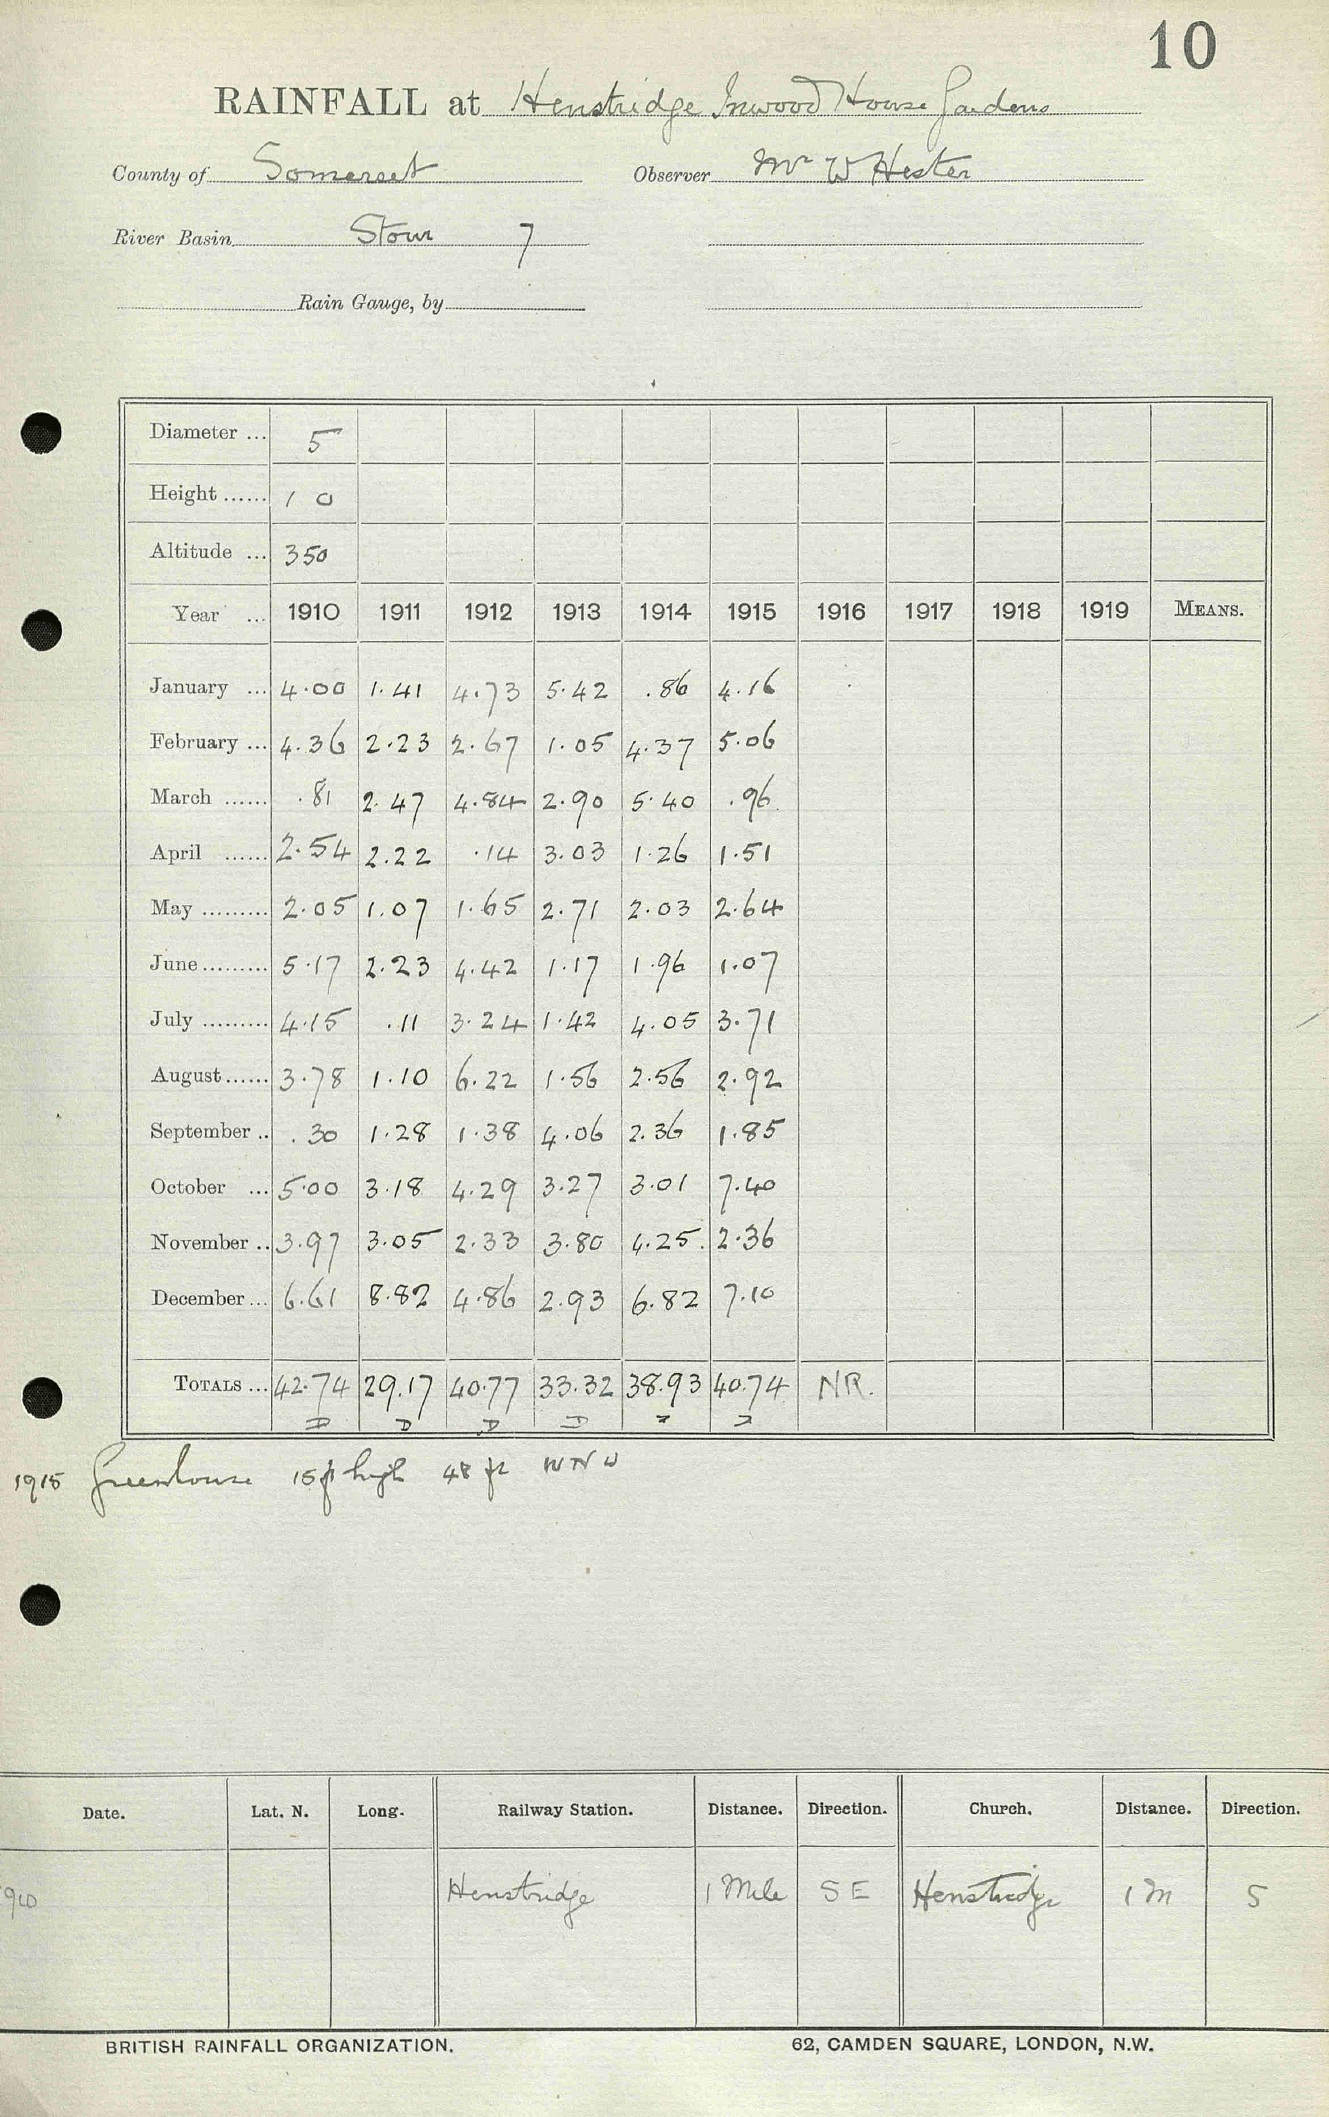 10
RAINFALL at Henstridge Inwood House Gardens
County of Somerset Observer Mr W Hester
River Basin Stour 7
Rain Gauge, by
Diameter ... 5
Height ...... 1 0
Altitude ... 350
Year ... 1910 1911 1912 1913 1914 1915 1916 1917 1918 1919 MEANS.
January ... 4.00 1.41 4.73 5.42 .86 4.16
February ... 4.36 2.23 2.67 1.05 4.37 5.06
March ...... .81 2.47 4.84 2.90 5.40 .96
April ...... 2.54 2.22 .14 3.03 1.26 1.51
May ......... 2.05 1.07 1.65 2.71 2.03 2.64
June ......... 5.17 2.23 4.42 1.17 1.96 1.07
July ......... 4.15 .11 3.24 1.42 4.05 3.71
August ...... 3.78 1.10 6.22 1.56 2.56 2.92
September .. .30 1.28 1.38 4.06 2.36 1.85
October ... 5.00 3.18 4.29 3.27 3.01 7.40
November .. 3.97 3.05 2.33 3.80 4.25 2.36
December ... 6.61 8.82 4.86 2.93 6.82 7.10
TOTALS ... 42.74 29.17 40.77 33.32 38.93 40.74 NR.
1915 Greenhouse 15ft high 48 ft WNW
Date. Lat. N. Long. Railway Station. Distance. Direction. Church. Distance. Direction.
Henstridge 1 Mile SE Henstridge 1 m S
BRITISH RAINFALL ORGANIZATION. 62, CAMDEN SQUARE, LONDON, N.W.